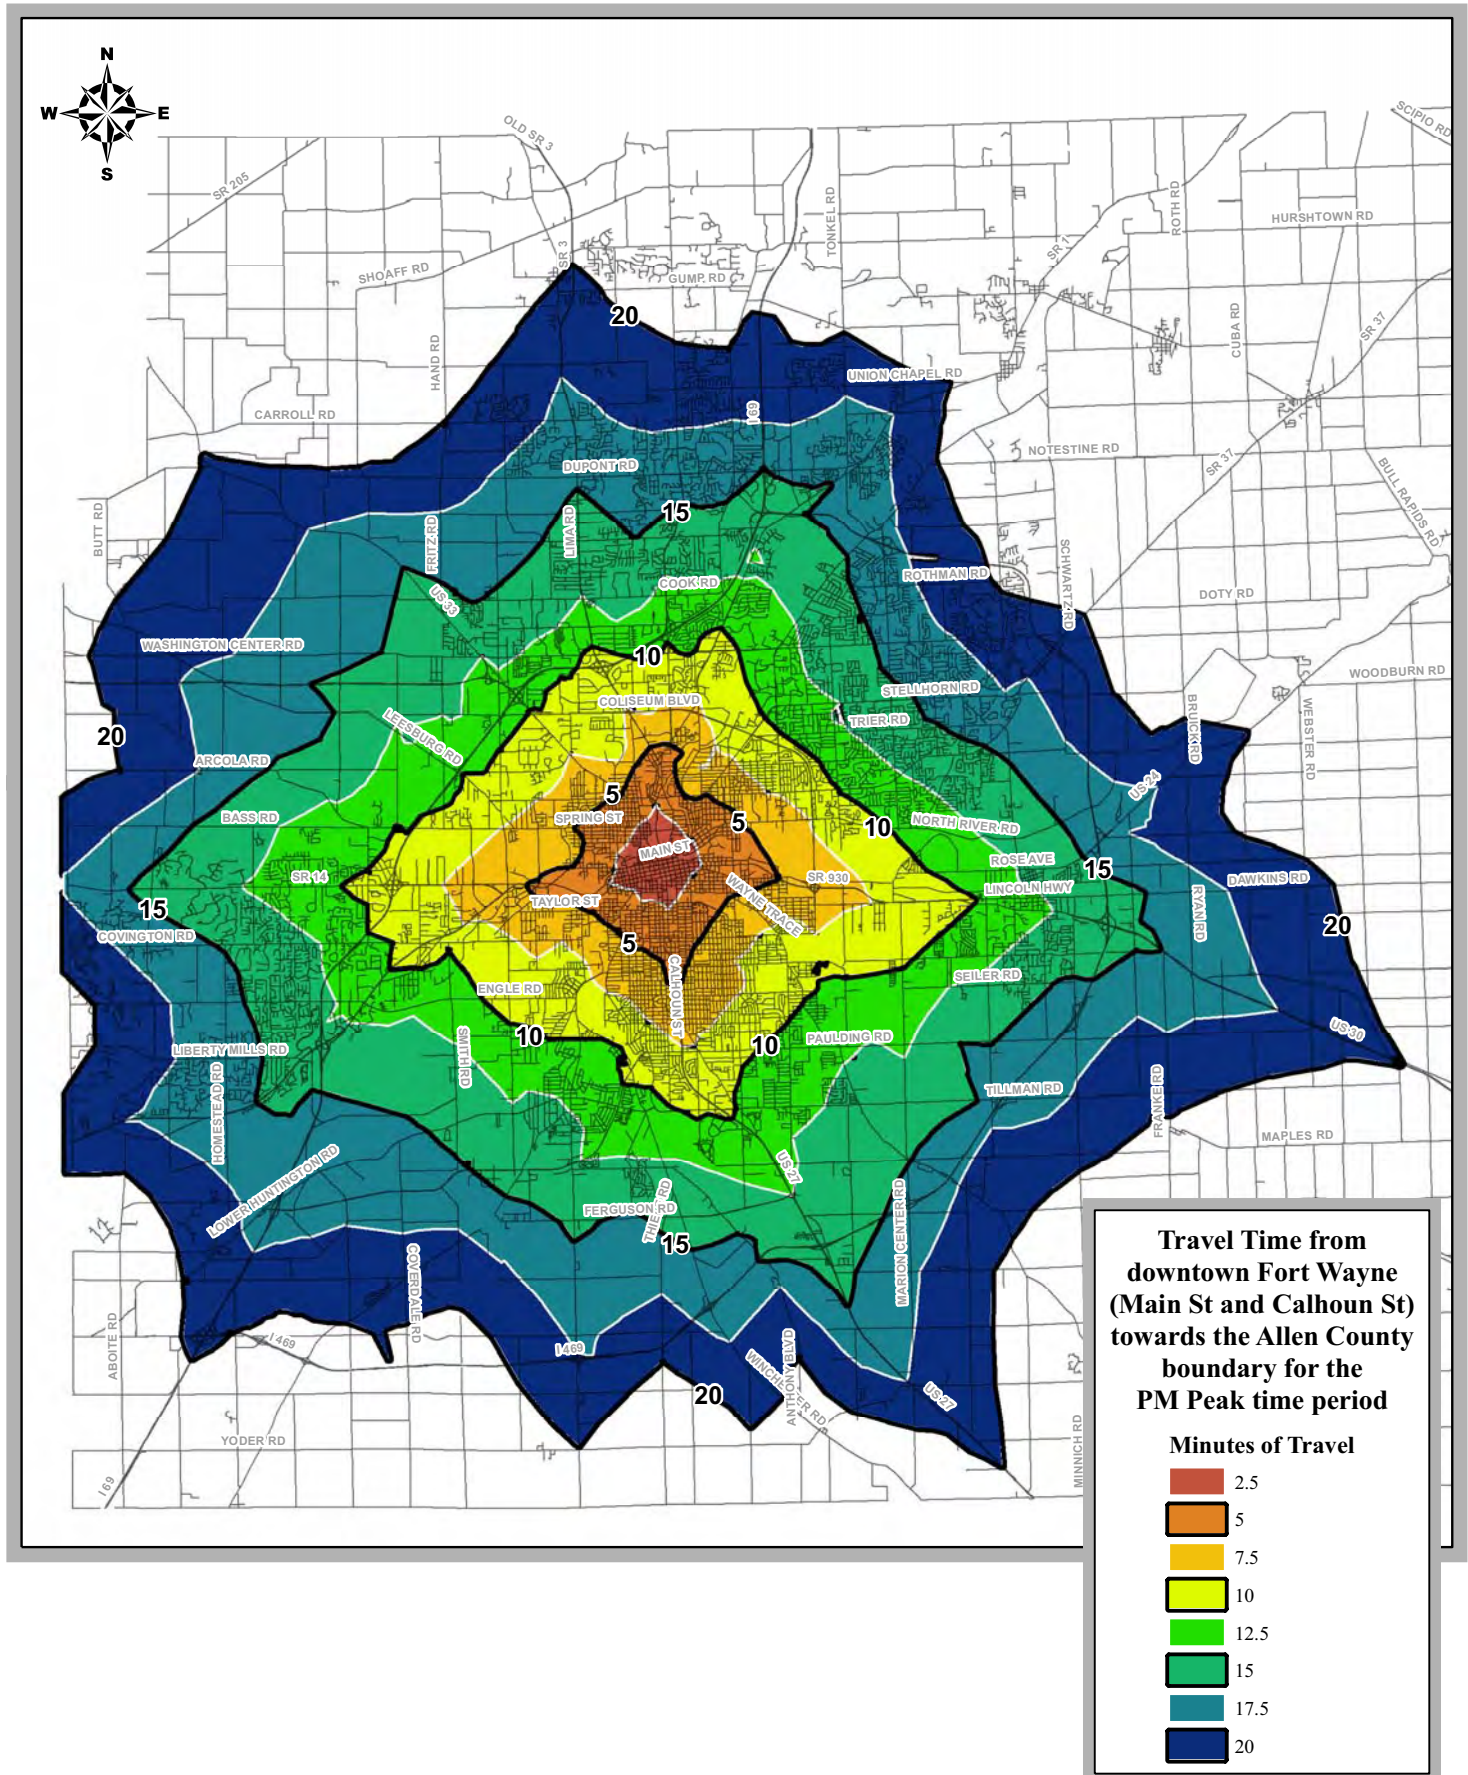 N
W E
S
OLD SR 3
SCIPIO RD
SR 205
TONKEL RD
ROTH RD
HURSHTOWN RD
SR 3
SR 1
SHOAFF RD
GUMP RD
20
CUBA RD
SR 37
HAND RD
UNION CHAPEL RD
CARROLL RD
I 69
NOTESTINE RD
DUPONT RD
SR 37
BULL RAPIDS RD
BUTT RD
15
FRITZ RD
LIMA RD
SCHWARTZ RD
ROTHMAN RD
COOK RD
US 33
DOTY RD
WASHINGTON CENTER RD
10
WOODBURN RD
STELLHORN RD
COLISEUM BLVD
TRIER RD
BRUICK RD
WEBSTER RD
20
LEESBURG RD
ARCOLA RD
US 24
5
BASS RD
SPRING ST
5
10
NORTH RIVER RD
MAIN ST
ROSE AVE
15
SR 14
SR 930
LINCOLN HWY
DAWKINS RD
TAYLOR ST
WAYNE TRACE
RYAN RD
15
20
COVINGTON RD
5
CALHOUN ST
SEILER RD
ENGLE RD
US 30
10
10
PAULDING RD
LIBERTY MILLS RD
SMITH RD
HOMESTEAD RD
TILLMAN RD
FRANKE RD
MAPLES RD
US 27
LOWER HUNTINGTON RD
FERGUSON RD
MARION CENTER RD
15
COVERDALE RD
ABOITE RD
I 469
I 469
WINCHESTER RD
ANTHONY BLVD
20
US 27
YODER RD
MINNICH RD
I 69
Travel Time from
downtown Fort Wayne
(Main St and Calhoun St)
towards the Allen County
boundary for the
PM Peak time period
Minutes of Travel
2.5
5
7.5
10
12.5
15
17.5
20